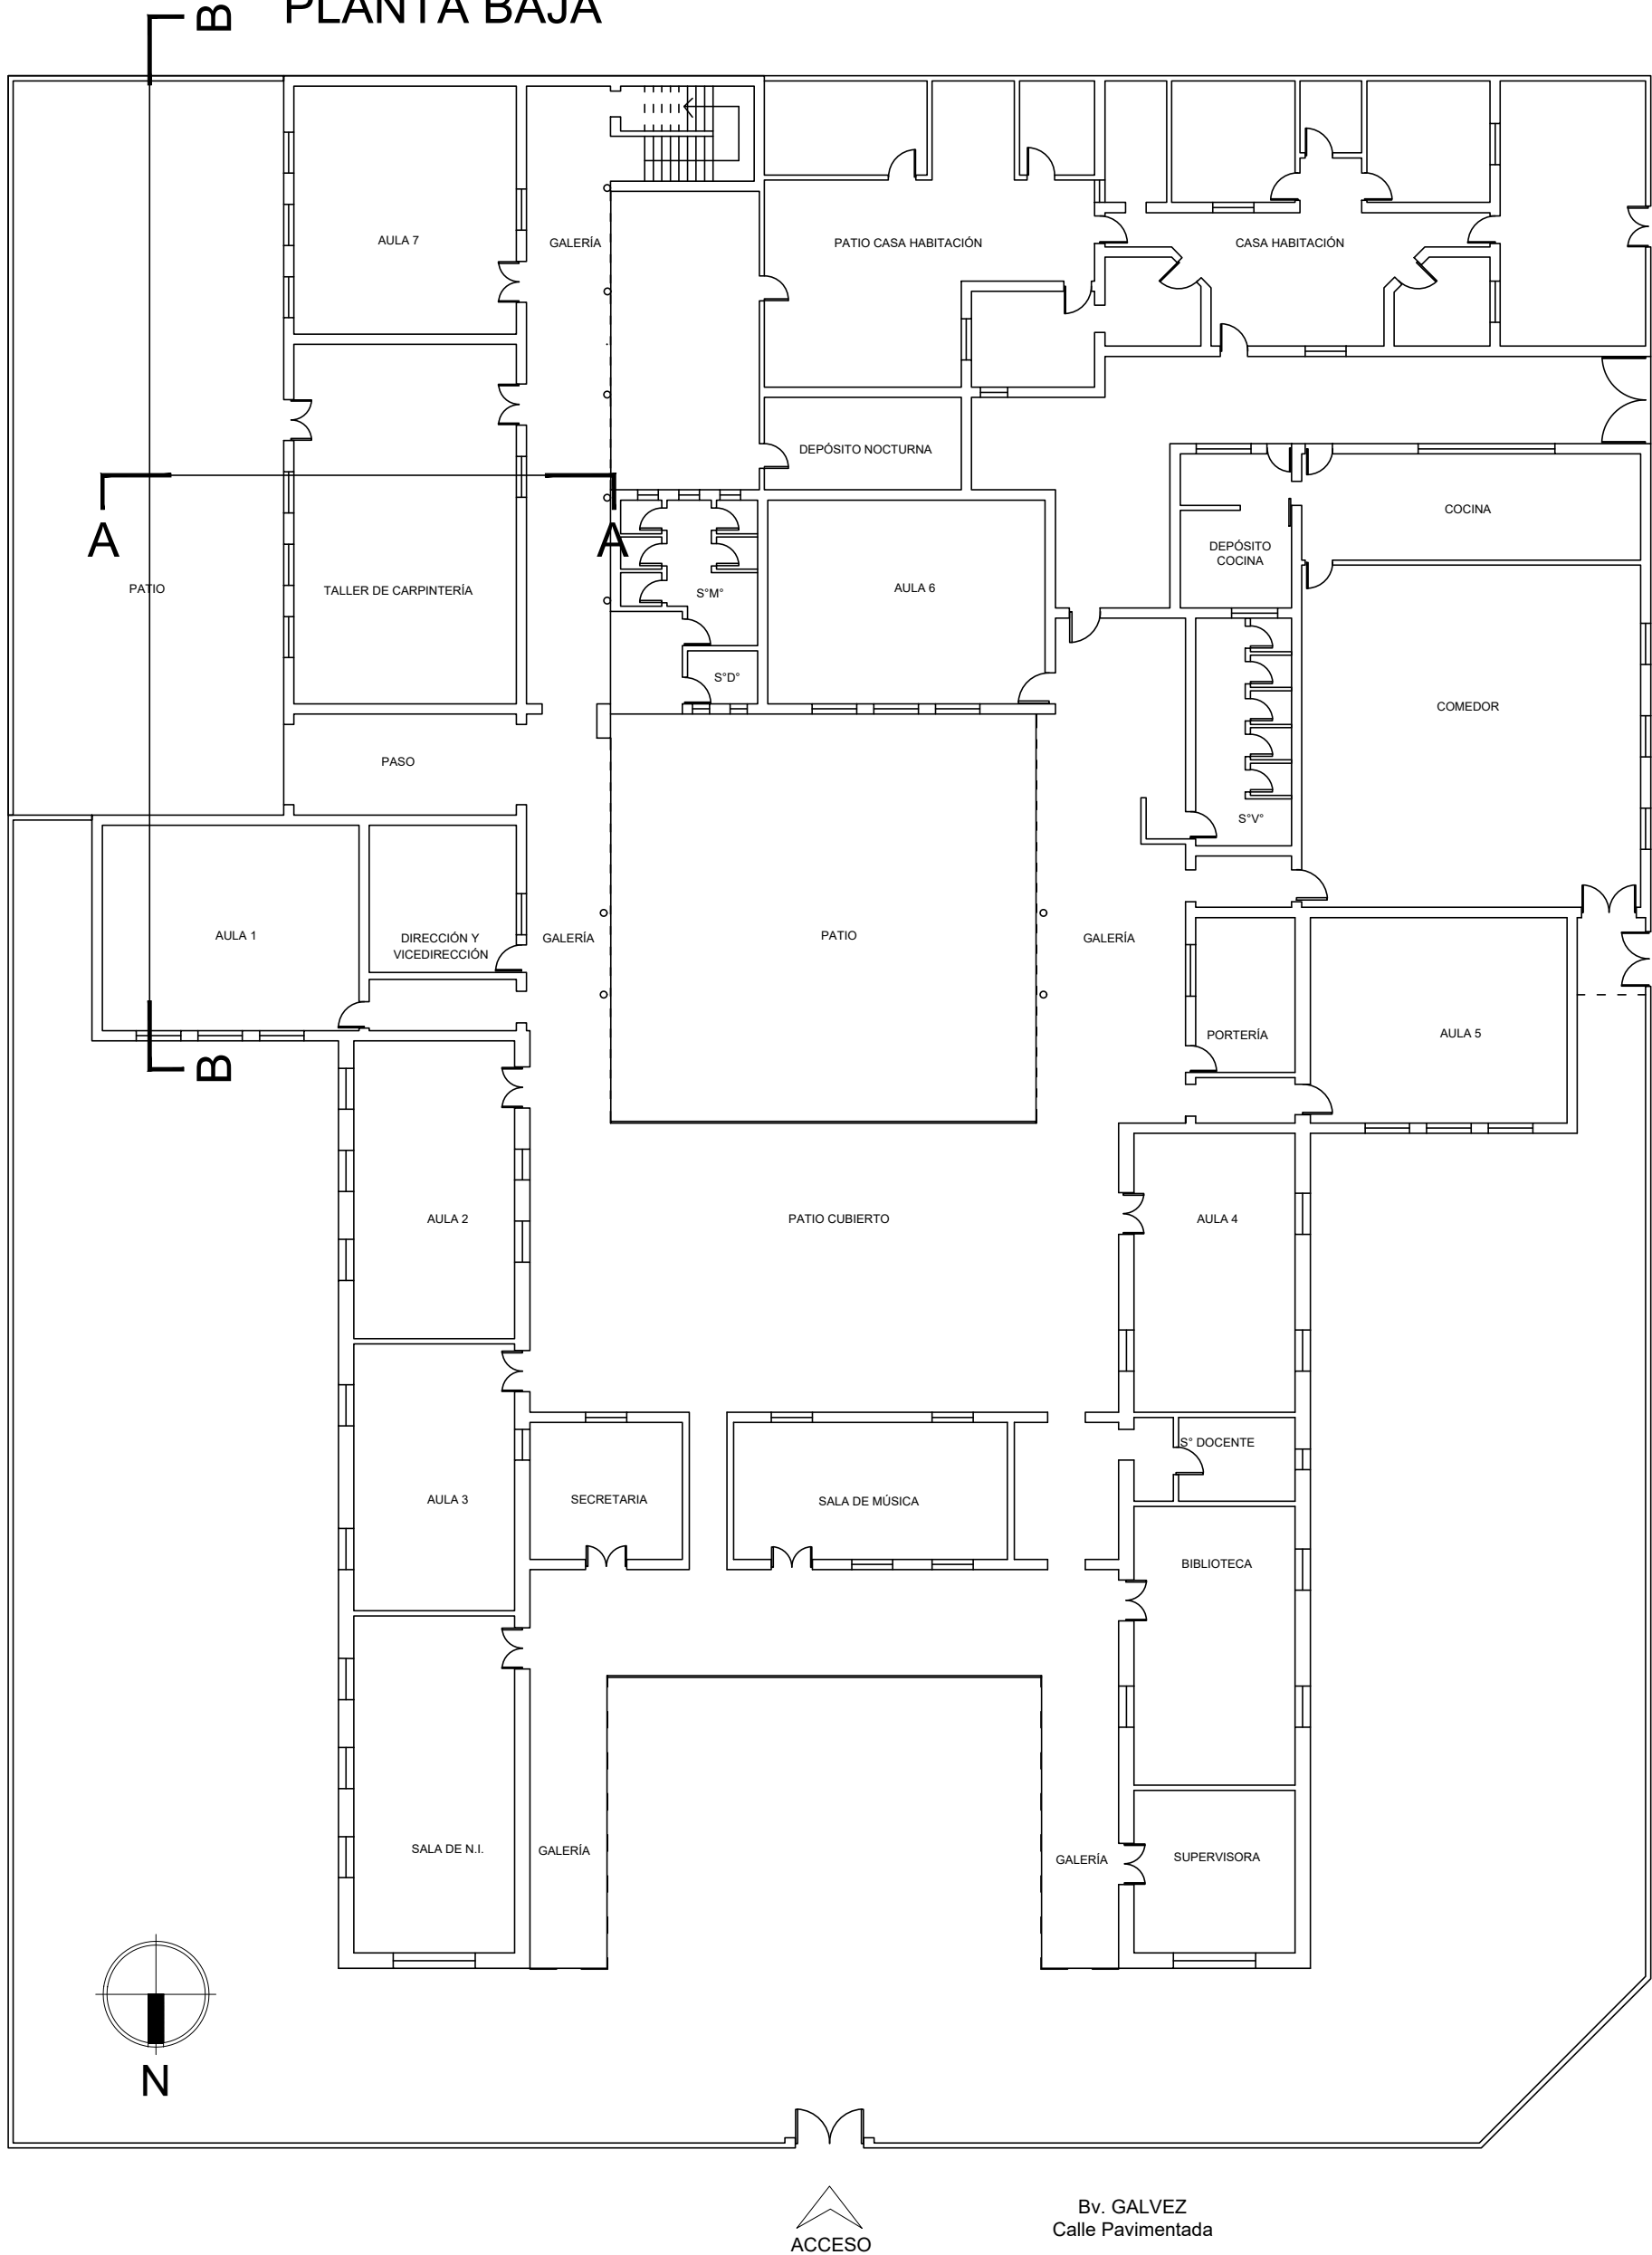 B
PLANTA BAJA
AULA 7
GALERÍA
PATIO CASA HABITACIÓN
CASA HABITACIÓN
DEPÓSITO NOCTURNA
COCINA
A
A
DEPÓSITO
COCINA
PATIO
TALLER DE CARPINTERÍA
S°M°
AULA 6
S°D°
COMEDOR
PASO
S°V°
AULA 1
DIRECCIÓN Y
VICEDIRECCIÓN
GALERÍA
PATIO
GALERÍA
PORTERÍA
AULA 5
B
AULA 2
PATIO CUBIERTO
AULA 4
S° DOCENTE
AULA 3
SECRETARIA
SALA DE MÚSICA
BIBLIOTECA
SALA DE N.I.
GALERÍA
GALERÍA
SUPERVISORA
N
Bv. GALVEZ
Calle Pavimentada
ACCESO